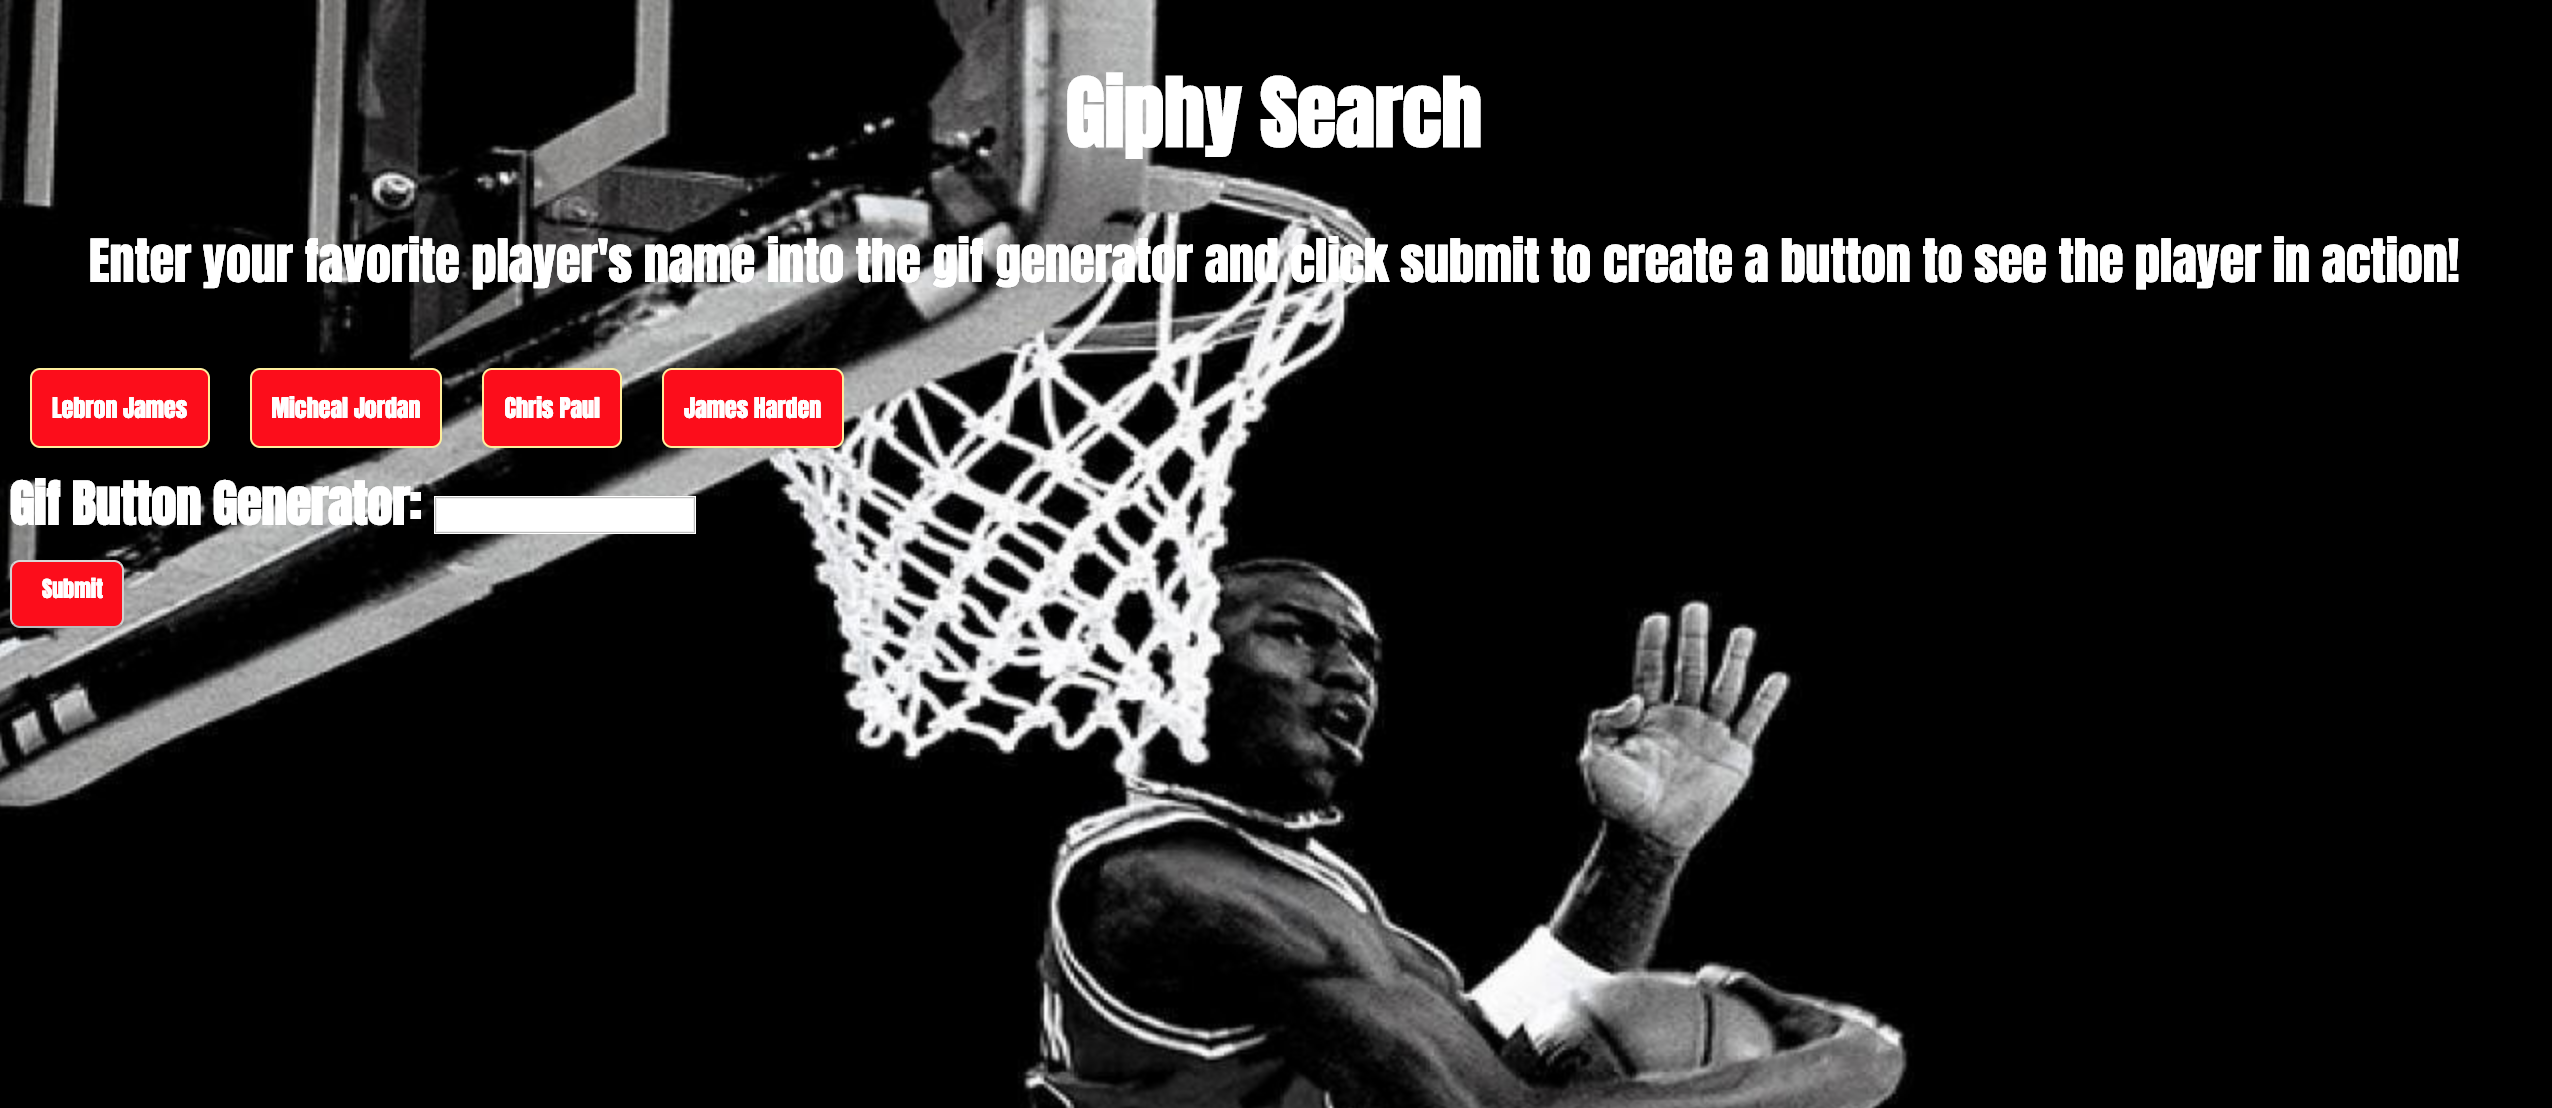 Giphy Search
Enter your favorite player's name into the gif generator and click submit to create a button to see the player in action!
Lebron James
Micheal Jordan
Chris Paul
James Harden
Gif Button Generator:
Submit